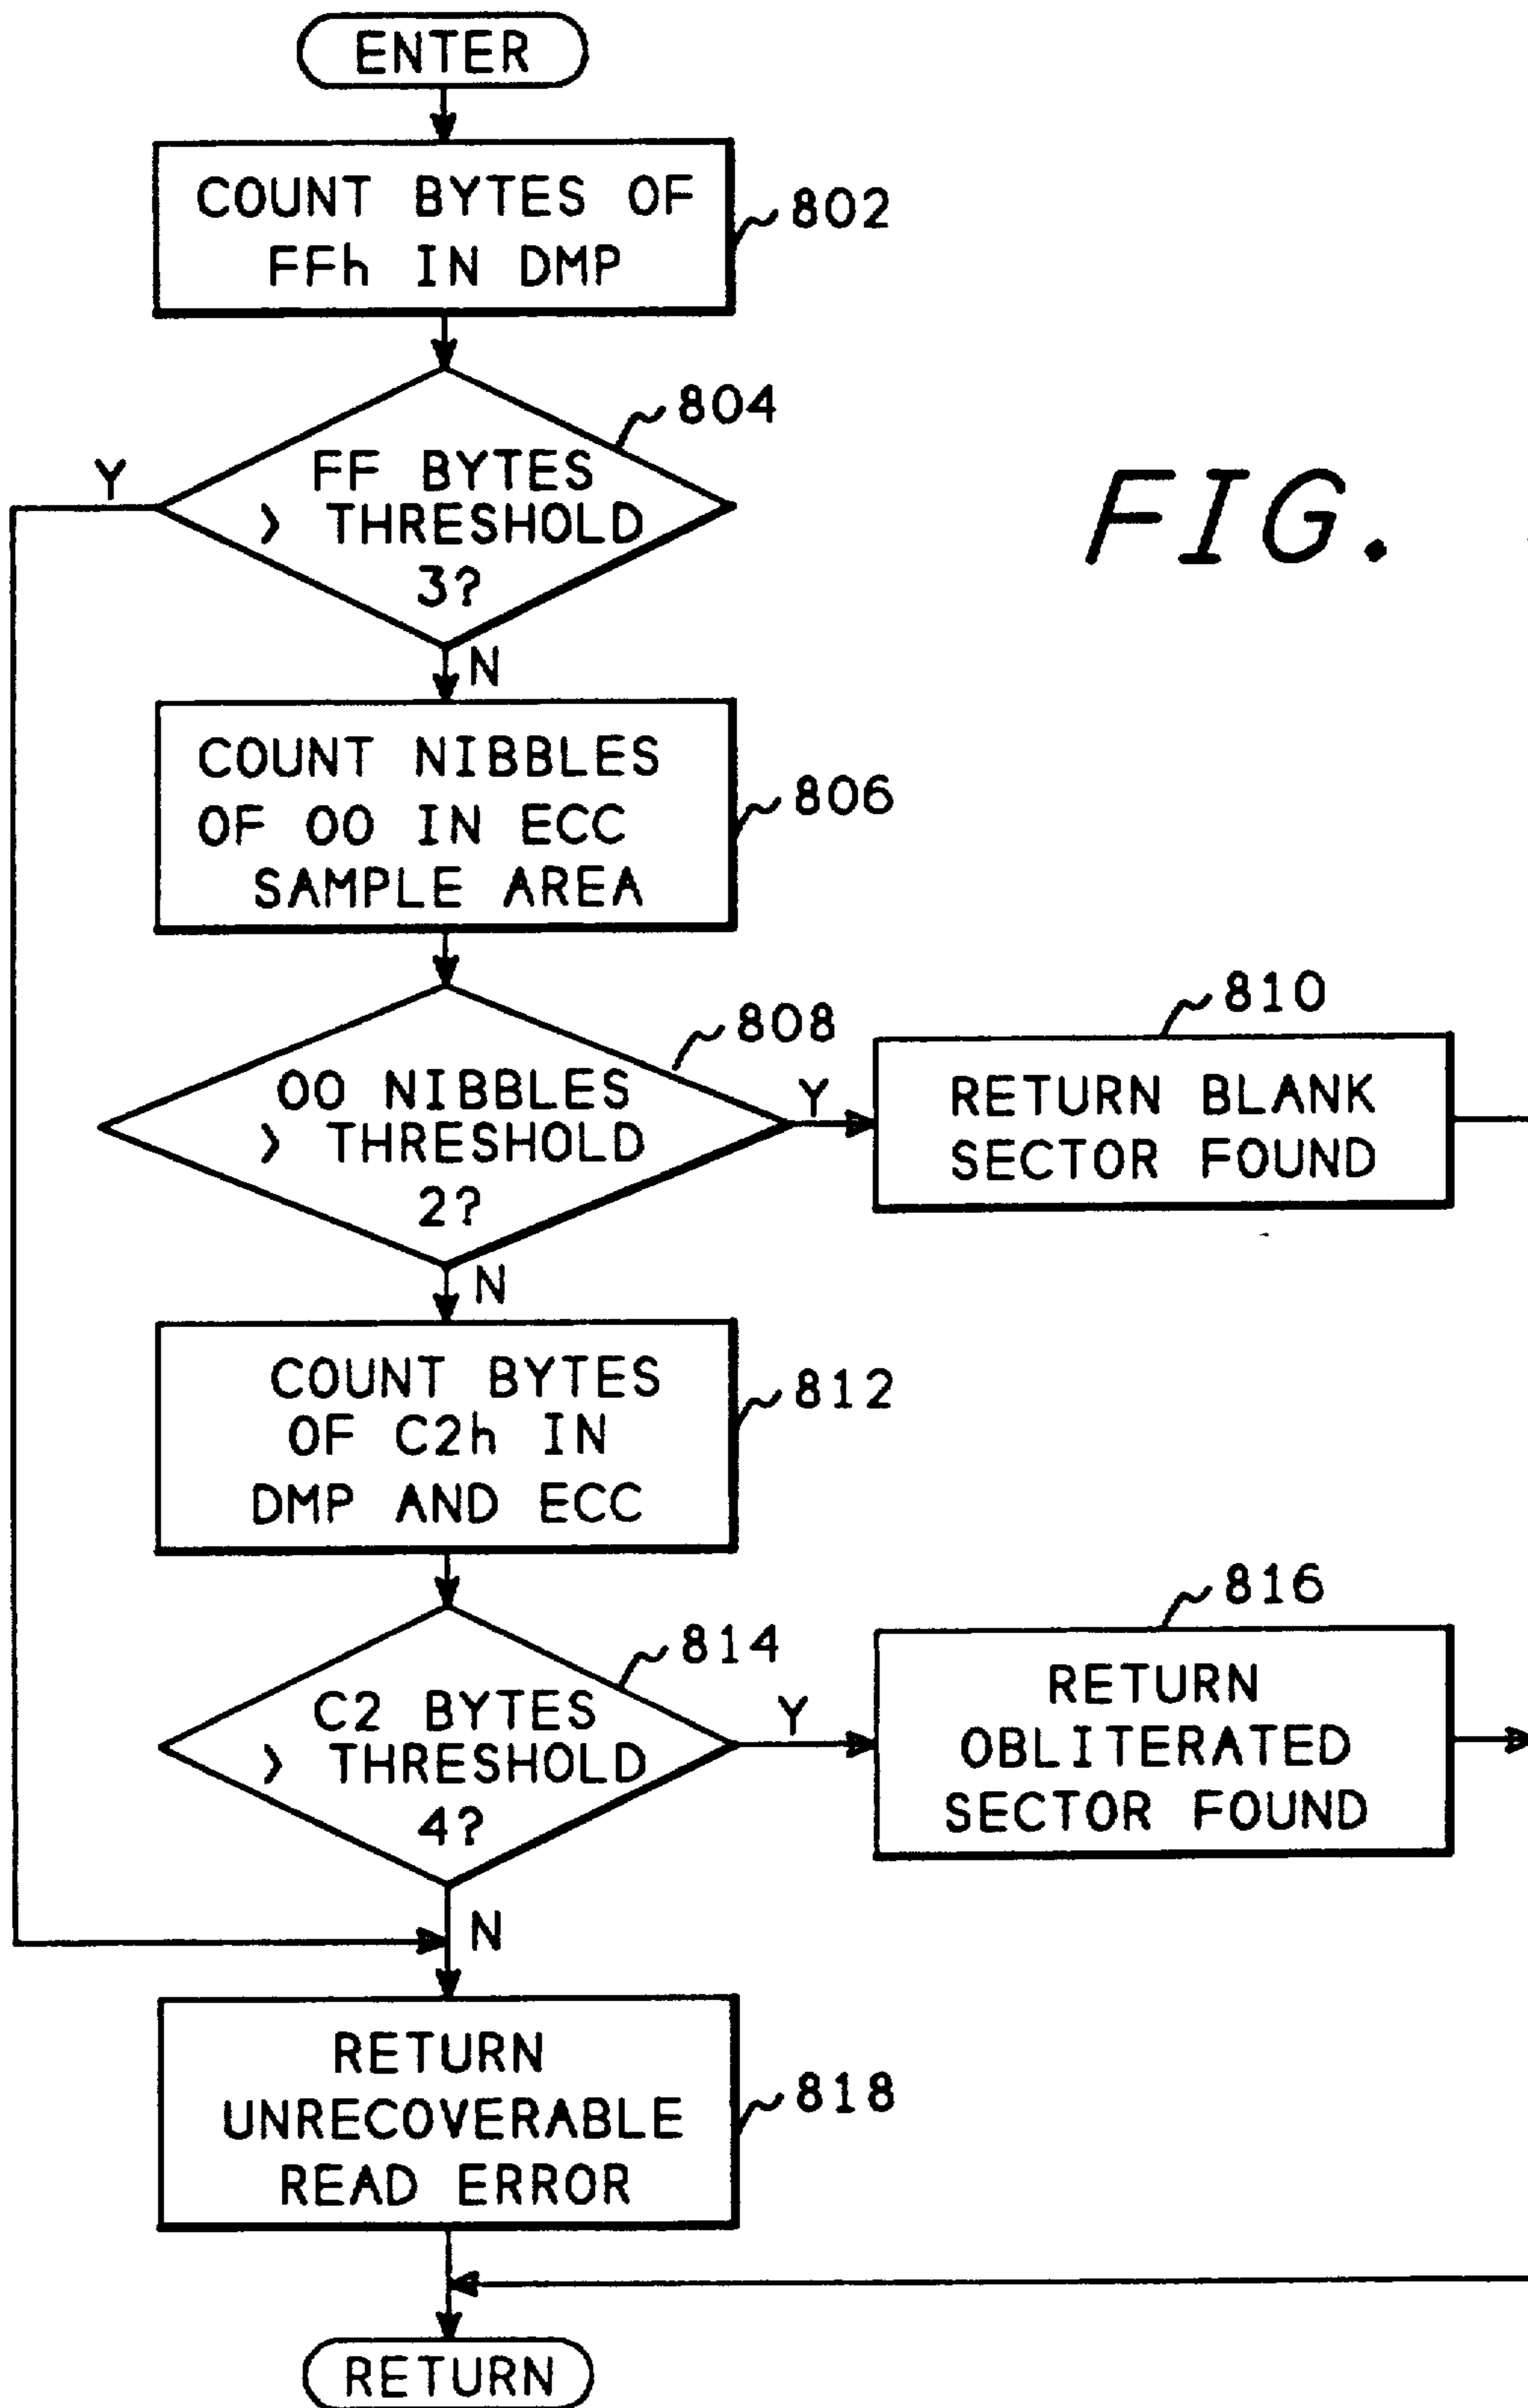 ENTER
COUNT BYTES OF
FFh IN DMP
802
804
FF BYTES
> THRESHOLD
3?
Y
N
FIG.
COUNT NIBBLES
OF 00 IN ECC
SAMPLE AREA
806
808
00 NIBBLES
> THRESHOLD
2?
Y
N
810
RETURN BLANK
SECTOR FOUND
COUNT BYTES
OF C2h IN
DMP AND ECC
812
814
C2 BYTES
> THRESHOLD
4?
Y
N
816
RETURN
OBLITERATED
SECTOR FOUND
RETURN
UNRECOVERABLE
READ ERROR
818
RETURN